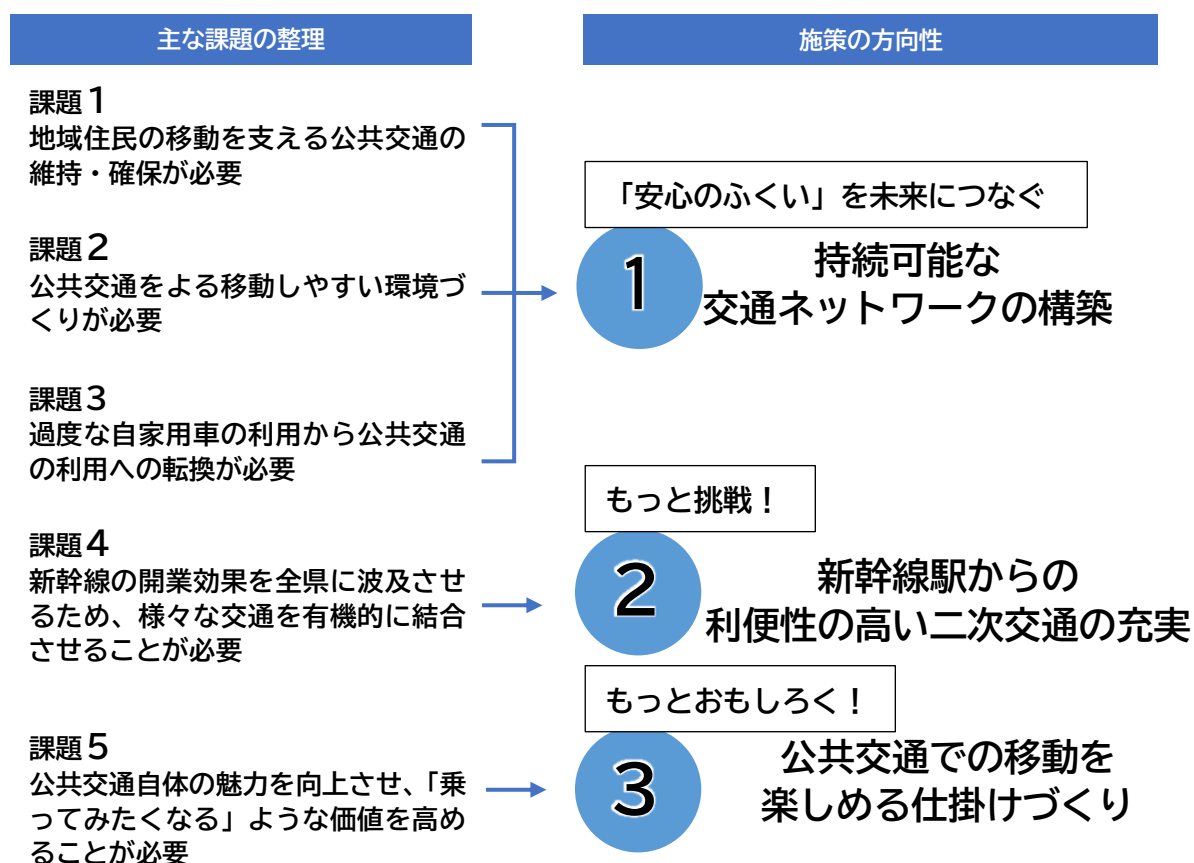 主な課題の整理
施策の方向性
課題1
地域住民の移動を支える公共交通の
維持・確保が必要
課題2
公共交通をよる移動しやすい環境づ
くりが必要
課題3
過度な自家用車の利用から公共交通
の利用への転換が必要
課題4
新幹線の開業効果を全県に波及させ
るため、様々な交通を有機的に結合
させることが必要
課題5
公共交通自体の魅力を向上させ、「乗
ってみたくなる」ような価値を高め
ることが必要
「安心のふくい」を未来につなぐ
1
持続可能な
交通ネットワークの構築
もっと挑戦！
2
新幹線駅からの
利便性の高い二次交通の充実
もっとおもしろく！
3
公共交通での移動を
楽しめる仕掛けづくり